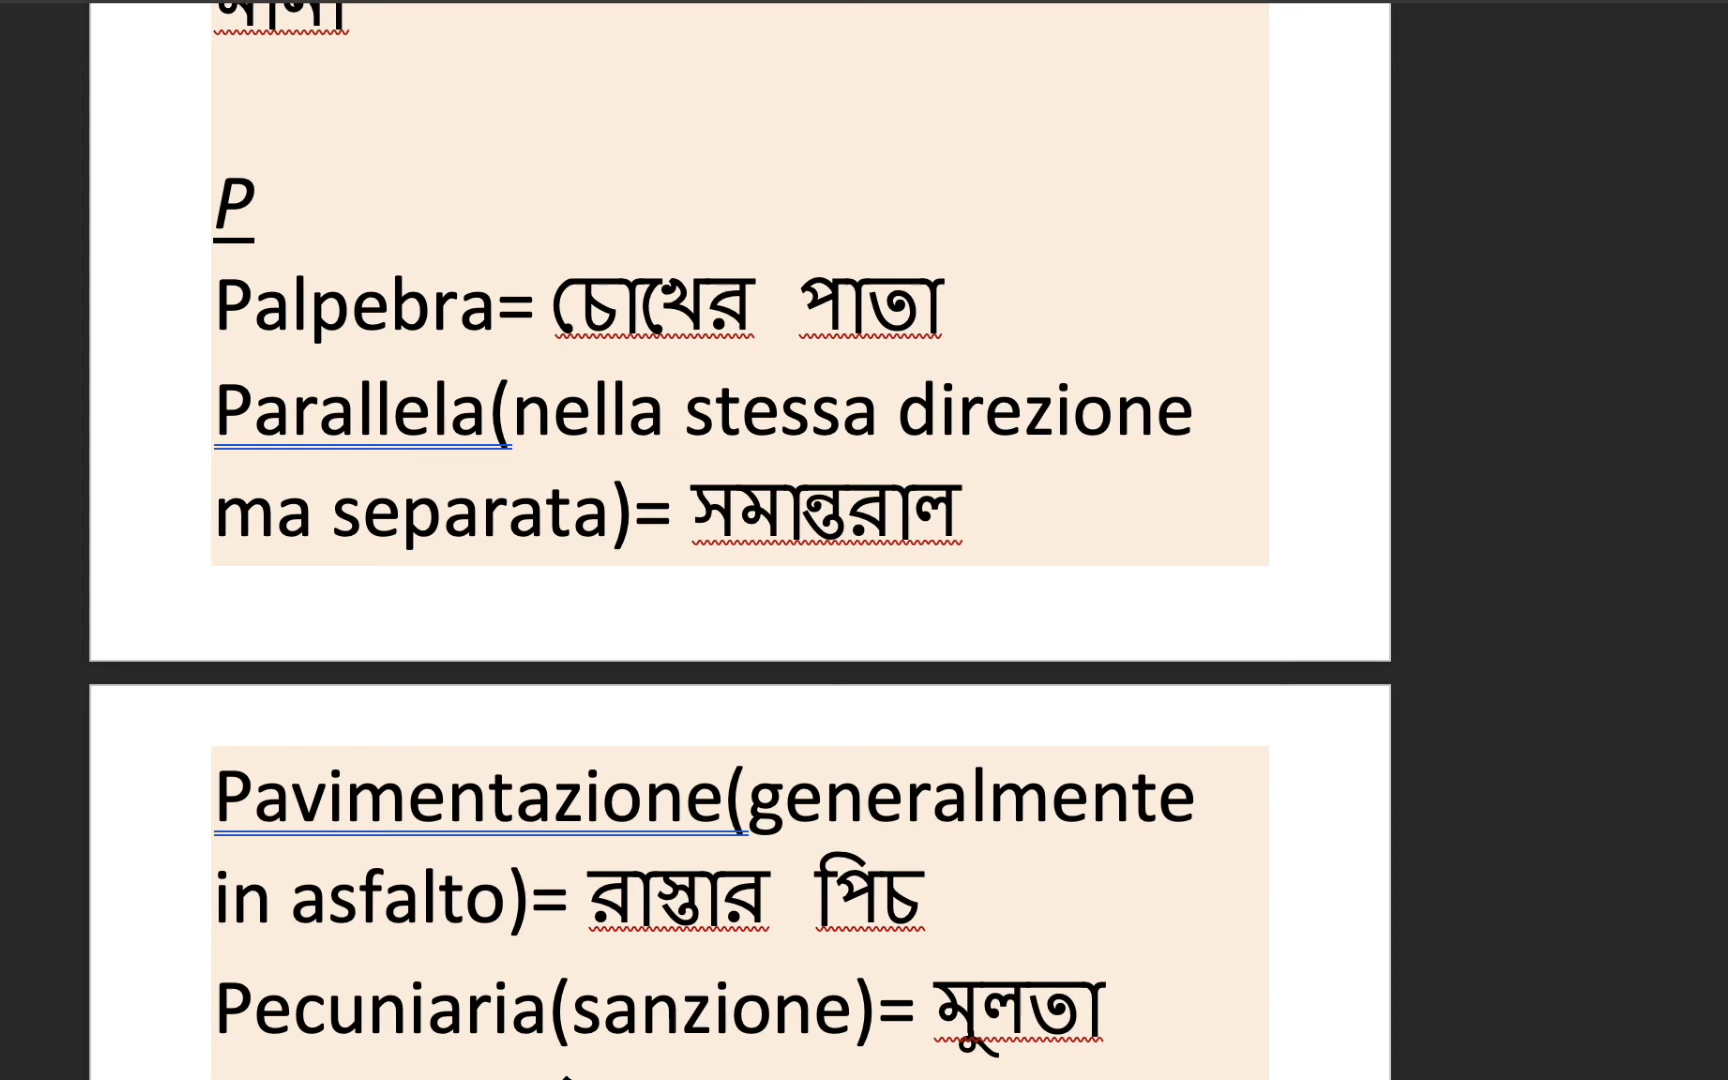 P
Palpebra= চোখের পাতা
Parallela(nella stessa direzione
ma separata)= সমান্তরাল
Pavimentazione(generalmente
in asfalto)= রাস্তার পিচ
Pecuniaria(sanzione)= মুলতা